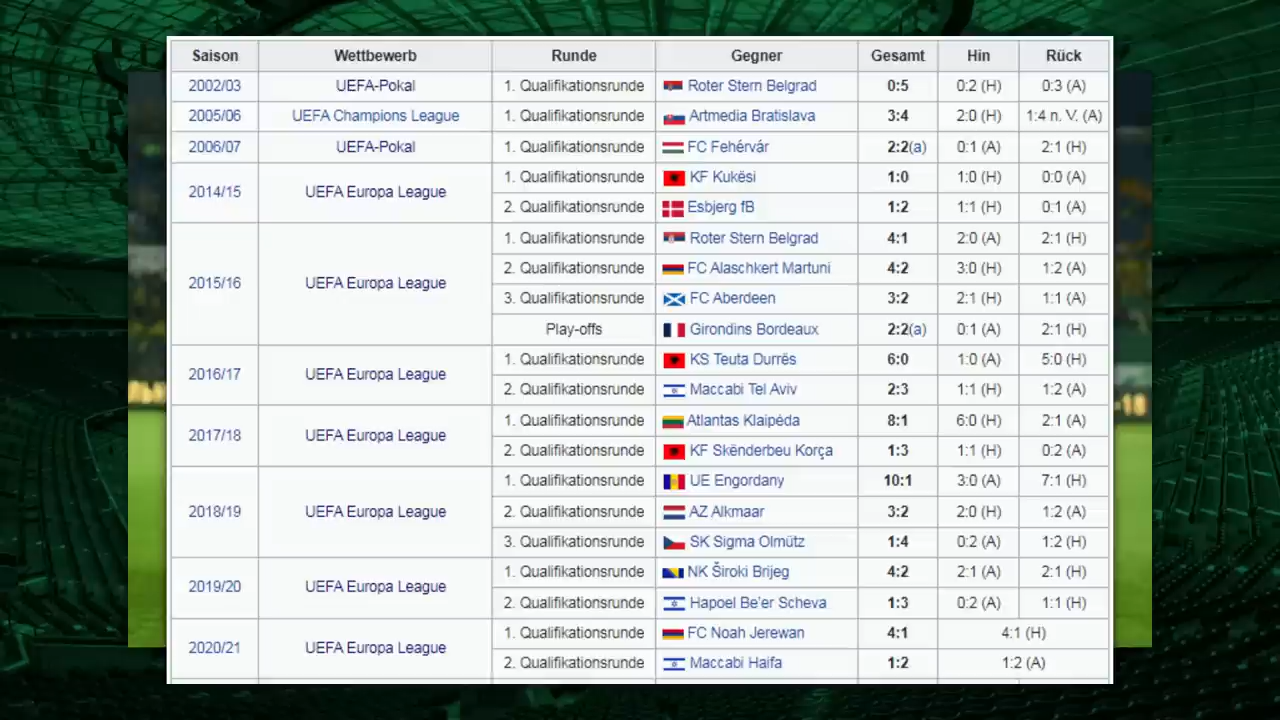 Saison Wettbewerb Runde Gegner Gesamt Hin Rück
2002/03 UEFA-Pokal 1. Qualifikationsrunde Roter Stern Belgrad 0:5 0:2 (H) 0:3 (A)
2005/06 UEFA Champions League 1. Qualifikationsrunde Artmedia Bratislava 3:4 2:0 (H) 1:4 n. V. (A)
2006/07 UEFA-Pokal 1. Qualifikationsrunde FC Fehérvár 2:2(a) 0:1 (A) 2:1 (H)
2014/15 UEFA Europa League 1. Qualifikationsrunde KF Kukësi 1:0 1:0 (H) 0:0 (A)
2. Qualifikationsrunde Esbjerg fB 1:2 1:1 (H) 0:1 (A)
2015/16 UEFA Europa League 1. Qualifikationsrunde Roter Stern Belgrad 4:1 2:0 (A) 2:1 (H)
2. Qualifikationsrunde FC Alaschkert Martuni 4:2 3:0 (H) 1:2 (A)
3. Qualifikationsrunde FC Aberdeen 3:2 2:1 (H) 1:1 (A)
Play-offs Girondins Bordeaux 2:2(a) 0:1 (A) 2:1 (H)
2016/17 UEFA Europa League 1. Qualifikationsrunde KS Teuta Durrës 6:0 1:0 (A) 5:0 (H)
2. Qualifikationsrunde Maccabi Tel Aviv 2:3 1:1 (H) 1:2 (A)
2017/18 UEFA Europa League 1. Qualifikationsrunde Atlantas Klaipėda 8:1 6:0 (H) 2:1 (A)
2. Qualifikationsrunde KF Skënderbeu Korça 1:3 1:1 (H) 0:2 (A)
2018/19 UEFA Europa League 1. Qualifikationsrunde UE Engordany 10:1 3:0 (A) 7:1 (H)
2. Qualifikationsrunde AZ Alkmaar 3:2 2:0 (H) 1:2 (A)
3. Qualifikationsrunde SK Sigma Olmütz 1:4 0:2 (A) 1:2 (H)
2019/20 UEFA Europa League 1. Qualifikationsrunde NK Široki Brijeg 4:2 2:1 (A) 2:1 (H)
2. Qualifikationsrunde Hapoel Be'er Scheva 1:3 0:2 (A) 1:1 (H)
2020/21 UEFA Europa League 1. Qualifikationsrunde FC Noah Jerewan 4:1 4:1 (H)
2. Qualifikationsrunde Maccabi Haifa 1:2 1:2 (A)